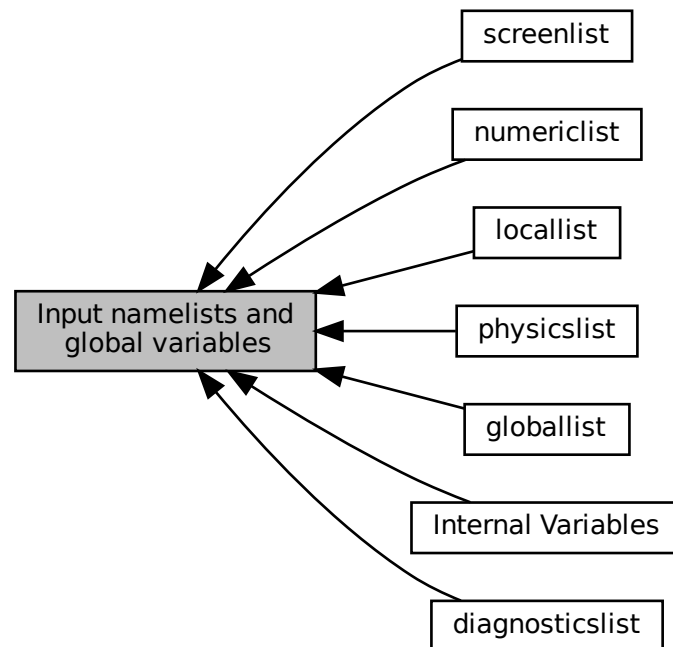 screenlist
numericlist
locallist
Input namelists and
global variables
physicslist
globallist
Internal Variables
diagnosticslist